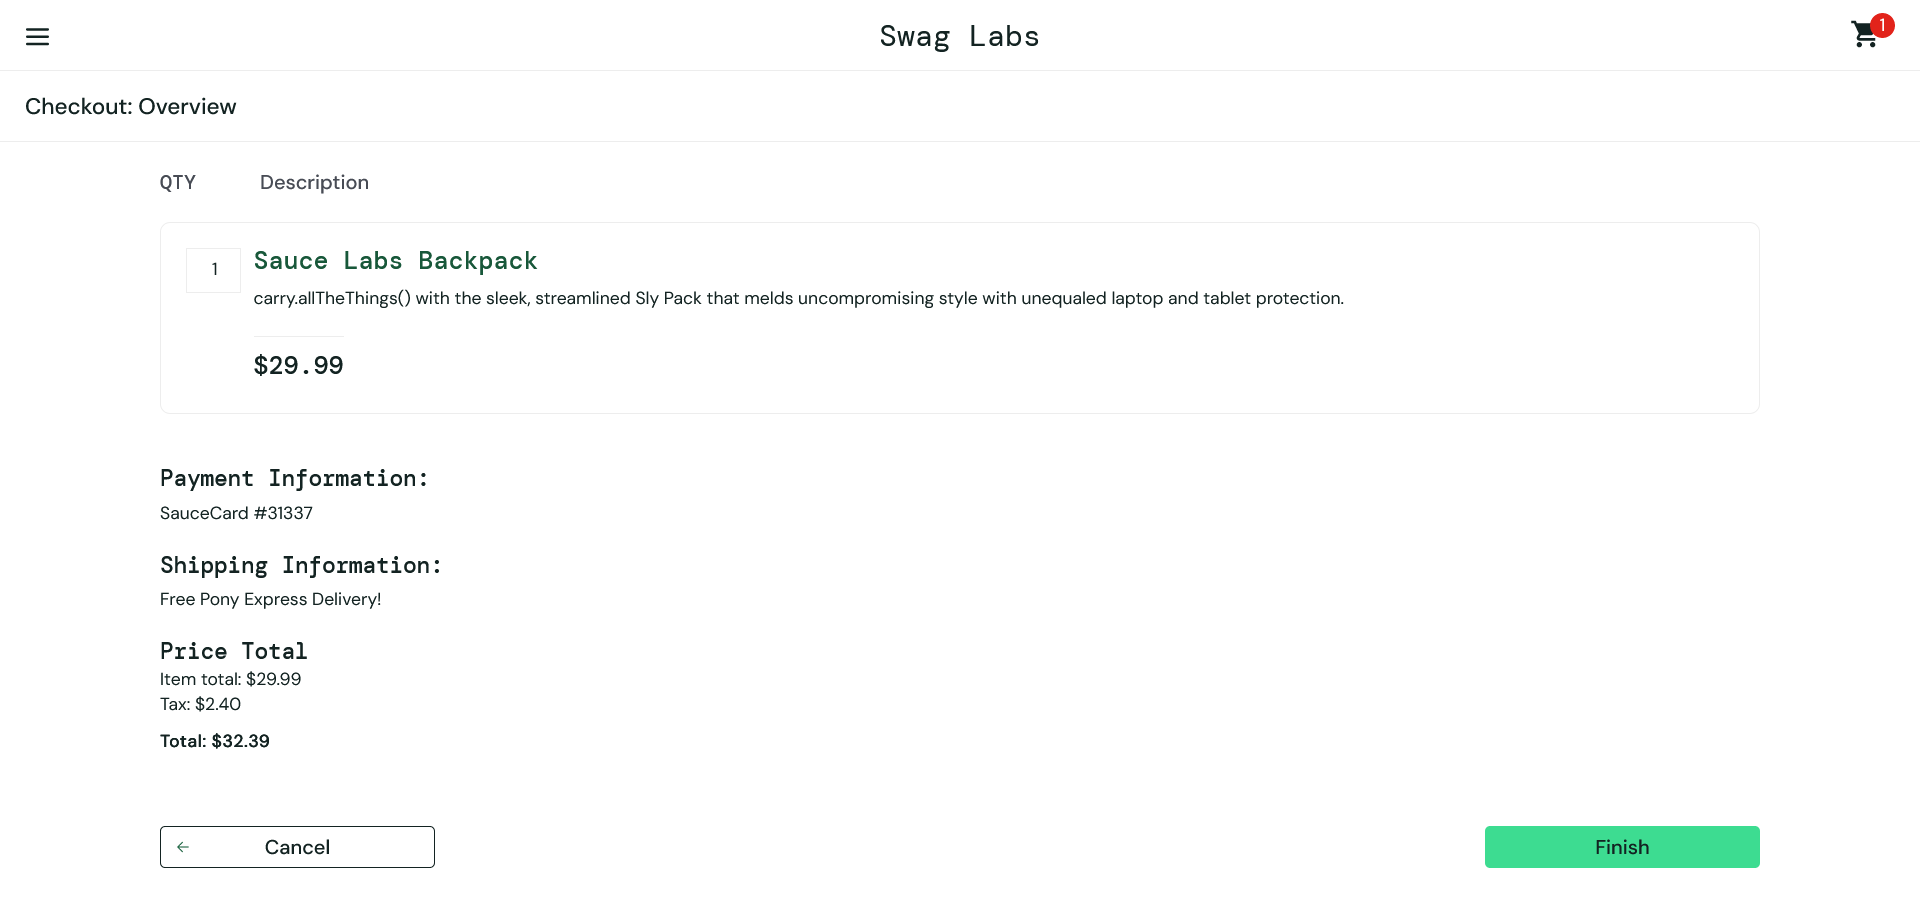 Swag Labs
1
Checkout: Overview
QTY Description
1
Sauce Labs Backpack
carry.allTheThings() with the sleek, streamlined Sly Pack that melds uncompromising style with unequaled laptop and tablet protection.
$29.99
Payment Information:
SauceCard #31337
Shipping Information:
Free Pony Express Delivery!
Price Total
Item total: $29.99
Tax: $2.40
Total: $32.39
Cancel
Finish